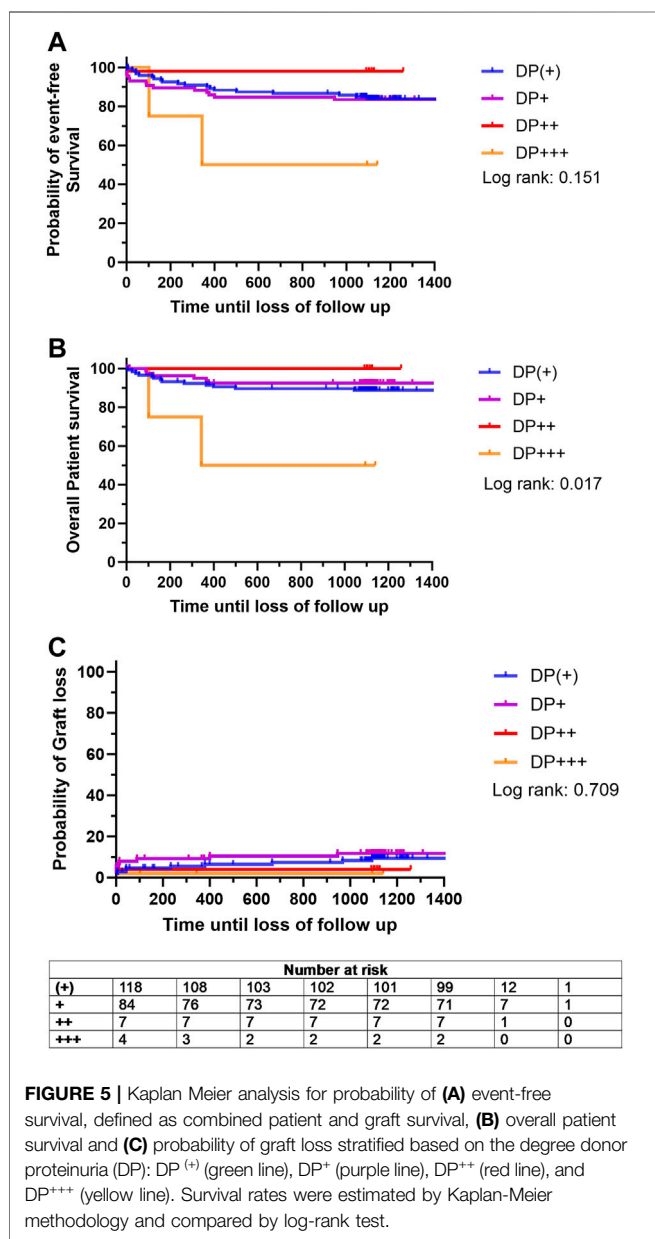 A
Probability of event-free
Survival
100
80
60
40
20
0
0 200 400 600 800 1000 1200 1400
Time until loss of follow up
DP(+)
DP+
DP++
DP+++
Log rank: 0.151
B
Overall Patient survival
100
80
60
40
20
0
0 200 400 600 800 1000 1200 1400
Time until loss of follow up
DP(+)
DP+
DP++
DP+++
Log rank: 0.017
C
Probability of Graft loss
100
80
60
40
20
0
0 200 400 600 800 1000 1200 1400
Time until loss of follow up
DP(+)
DP+
DP++
DP+++
Log rank: 0.709
Number at risk
(+) 118 108 103 102 101 99 12 1
+ 84 76 73 72 72 71 7 1
++ 7 7 7 7 7 7 1 0
+++ 4 3 2 2 2 2 0 0
FIGURE 5 | Kaplan Meier analysis for probability of (A) event-free
survival, defined as combined patient and graft survival, (B) overall patient
survival and (C) probability of graft loss stratified based on the degree donor
proteinuria (DP): DP (+) (green line), DP+ (purple line), DP++ (red line), and
DP+++ (yellow line). Survival rates were estimated by Kaplan-Meier
methodology and compared by log-rank test.